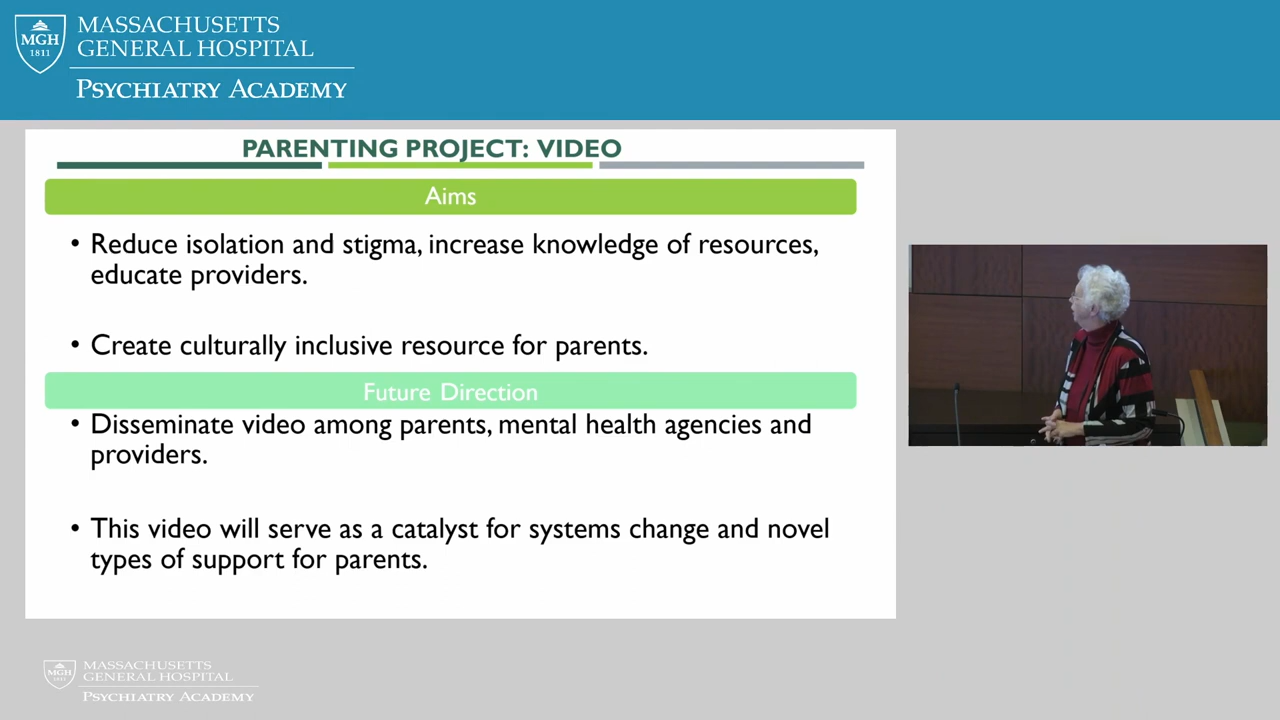 MASSACHUSETTS
GENERAL HOSPITAL
PSYCHIATRY ACADEMY
MGH
1811
PARENTING PROJECT: VIDEO
Aims
• Reduce isolation and stigma, increase knowledge of resources,
educate providers.
• Create culturally inclusive resource for parents.
Future Direction
• Disseminate video among parents, mental health agencies and
providers.
• This video will serve as a catalyst for systems change and novel
types of support for parents.
MASSACHUSETTS
GENERAL HOSPITAL
PSYCHIATRY ACADEMY
MGH
1811